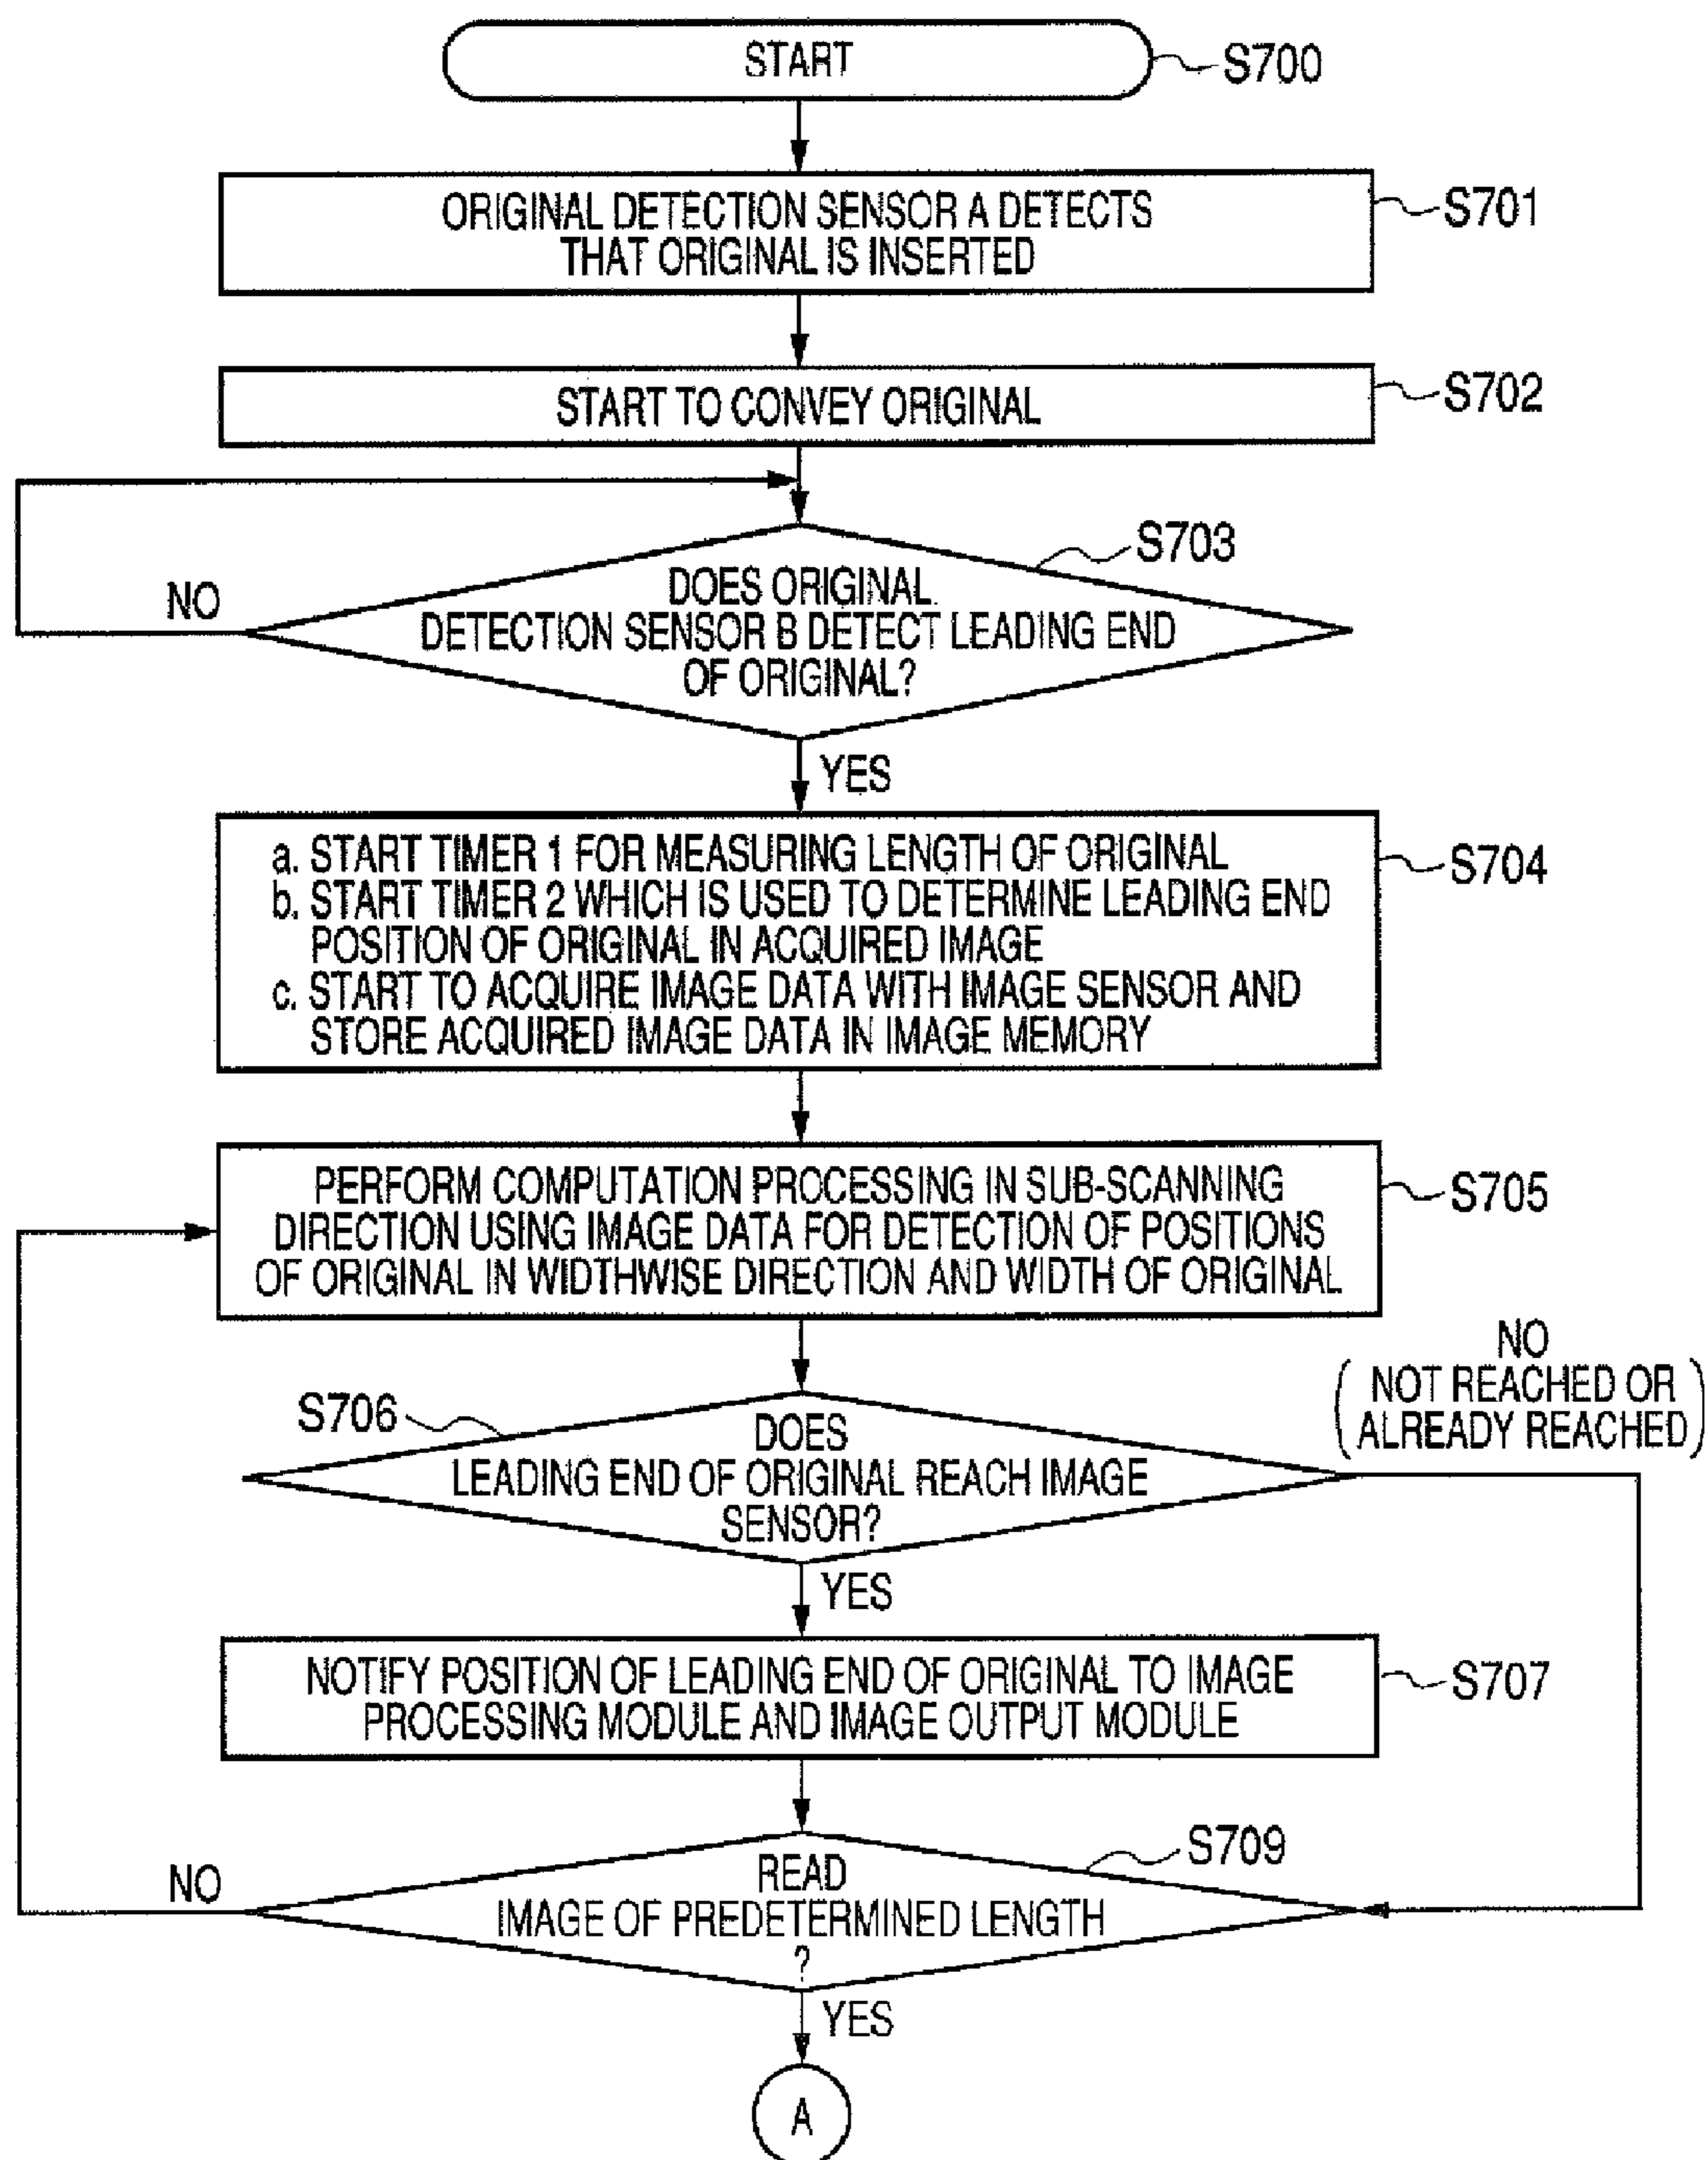 START
S700
ORIGINAL DETECTION SENSOR A DETECTS
THAT ORIGINAL IS INSERTED
S701
START TO CONVEY ORIGINAL
S702
S703
DOES ORIGINAL
DETECTION SENSOR B DETECT LEADING END
OF ORIGINAL?
NO
YES
a. START TIMER 1 FOR MEASURING LENGTH OF ORIGINAL
b. START TIMER 2 WHICH IS USED TO DETERMINE LEADING END
POSITION OF ORIGINAL IN ACQUIRED IMAGE
c. START TO ACQUIRE IMAGE DATA WITH IMAGE SENSOR AND
STORE ACQUIRED IMAGE DATA IN IMAGE MEMORY
S704
PERFORM COMPUTATION PROCESSING IN SUB-SCANNING
DIRECTION USING IMAGE DATA FOR DETECTION OF POSITIONS
OF ORIGINAL IN WIDTHWISE DIRECTION AND WIDTH OF ORIGINAL
S705
NO
(NOT REACHED OR
ALREADY REACHED)
S706
DOES
LEADING END OF ORIGINAL REACH IMAGE
SENSOR?
YES
NOTIFY POSITION OF LEADING END OF ORIGINAL TO IMAGE
PROCESSING MODULE AND IMAGE OUTPUT MODULE
S707
S709
READ
IMAGE OF PREDETERMINED LENGTH
?
NO
YES
A